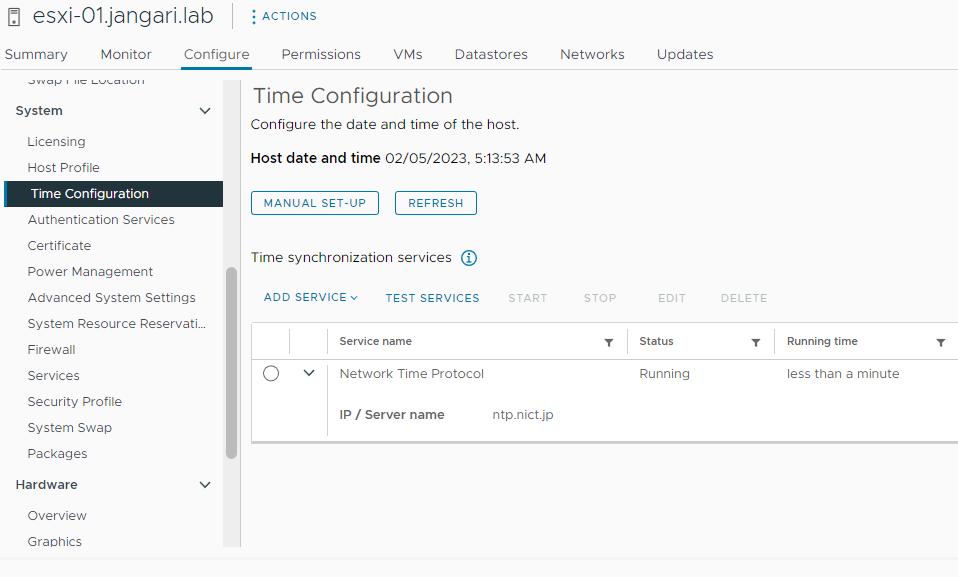 esxi-01.jangari.lab ACTIONS
Summary Monitor Configure Permissions VMs Datastores Networks Updates
Swap File Location
System
Licensing
Host Profile
Time Configuration
Authentication Services
Certificate
Power Management
Advanced System Settings
System Resource Reservati...
Firewall
Services
Security Profile
System Swap
Packages
Hardware
Overview
Graphics
Time Configuration
Configure the date and time of the host.
Host date and time 02/05/2023, 5:13:53 AM
MANUAL SET-UP REFRESH
Time synchronization services
ADD SERVICE TEST SERVICES START STOP EDIT DELETE
Service name Status Running time
Network Time Protocol Running less than a minute
IP / Server name ntp.nict.jp